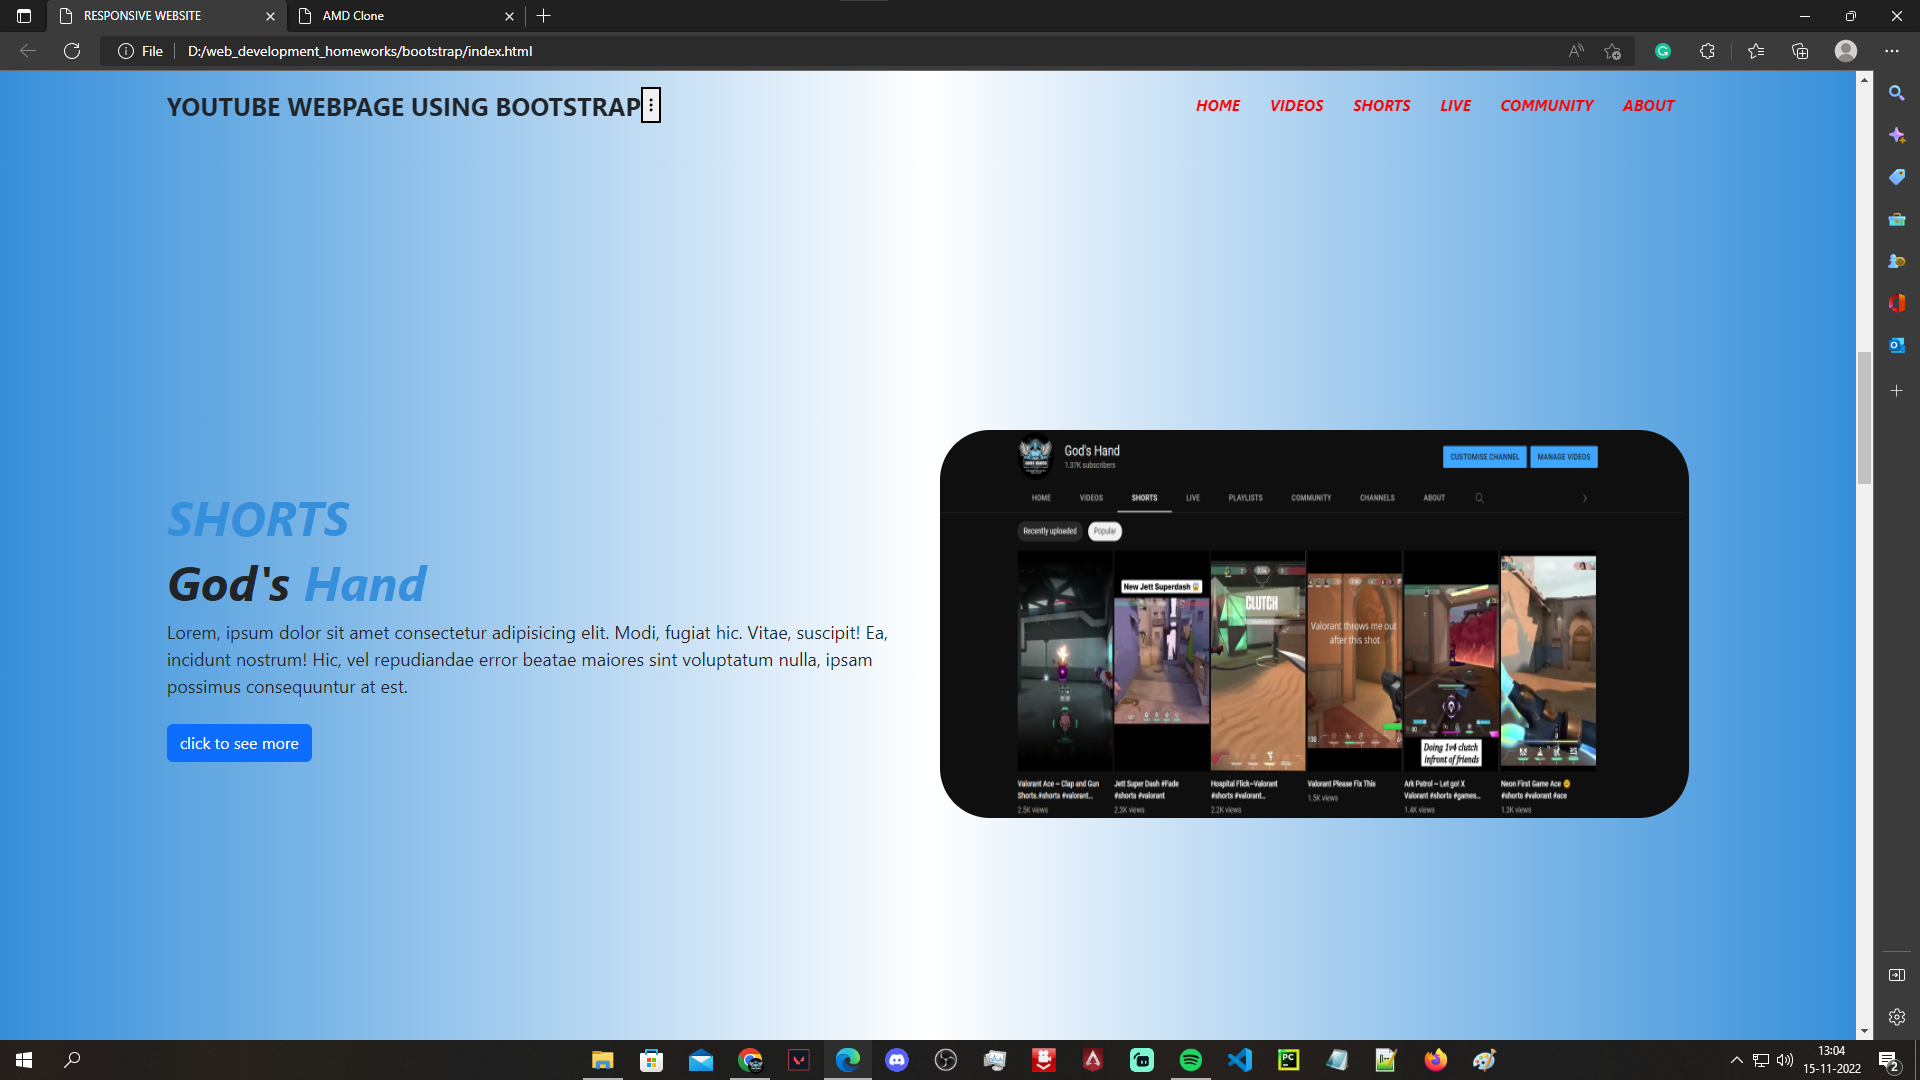 RESPONSIVE WEBSITE
AMD Clone
File
D:/web_development_homeworks/bootstrap/index.html
YOUTUBE WEBPAGE USING BOOTSTRAP
HOME VIDEOS SHORTS LIVE COMMUNITY ABOUT
SHORTS
God's Hand
Lorem, ipsum dolor sit amet consectetur adipisicing elit. Modi, fugiat hic. Vitae, suscipit! Ea,
incidunt nostrum! Hic, vel repudiandae error beatae maiores sint voluptatum nulla, ipsam
possimus consequuntur at est.
click to see more
God's Hand
1.37K subscribers
CUSTOMISE CHANNEL
MANAGE VIDEOS
HOME VIDEOS SHORTS LIVE PLAYLISTS COMMUNITY CHANNELS ABOUT
Recently uploaded
Popular
New Jett Superdash
CLUTCH
Valorant throws me out
after this shot
Doing 1v4 clutch
infront of friends
Valorant Ace ~ Clap and Gun
Shorts.#shorts #valorant...
2.5K views
Jett Super Dash #Fade
#shorts #valorant
2.3K views
Hospital Flick~Valorant
#shorts #valorant...
2.2K views
Valorant Please Fix This
1.5K views
Ark Patrol ~ Let go! X
Valorant #shorts #games...
1.4K views
Neon First Game Ace
#shorts #valorant #ace
1.3K views
13:04
15-11-2022
2